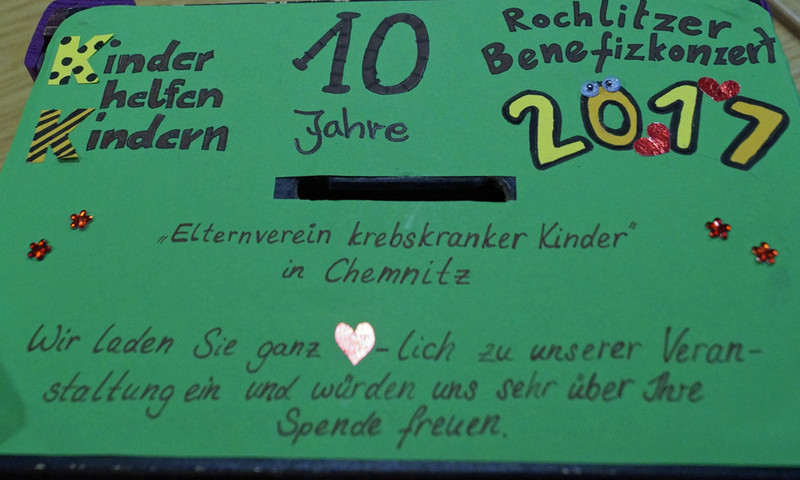 Kinder
helfen
Kindern
10
Jahre
Rochlitzer
Benefizkonzert
2017
„Elternverein krebskranker Kinder"
in Chemnitz
Wir laden Sie ganz ♥-lich zu unserer Veran-
staltung ein und würden uns sehr über Ihre
Spende freuen.